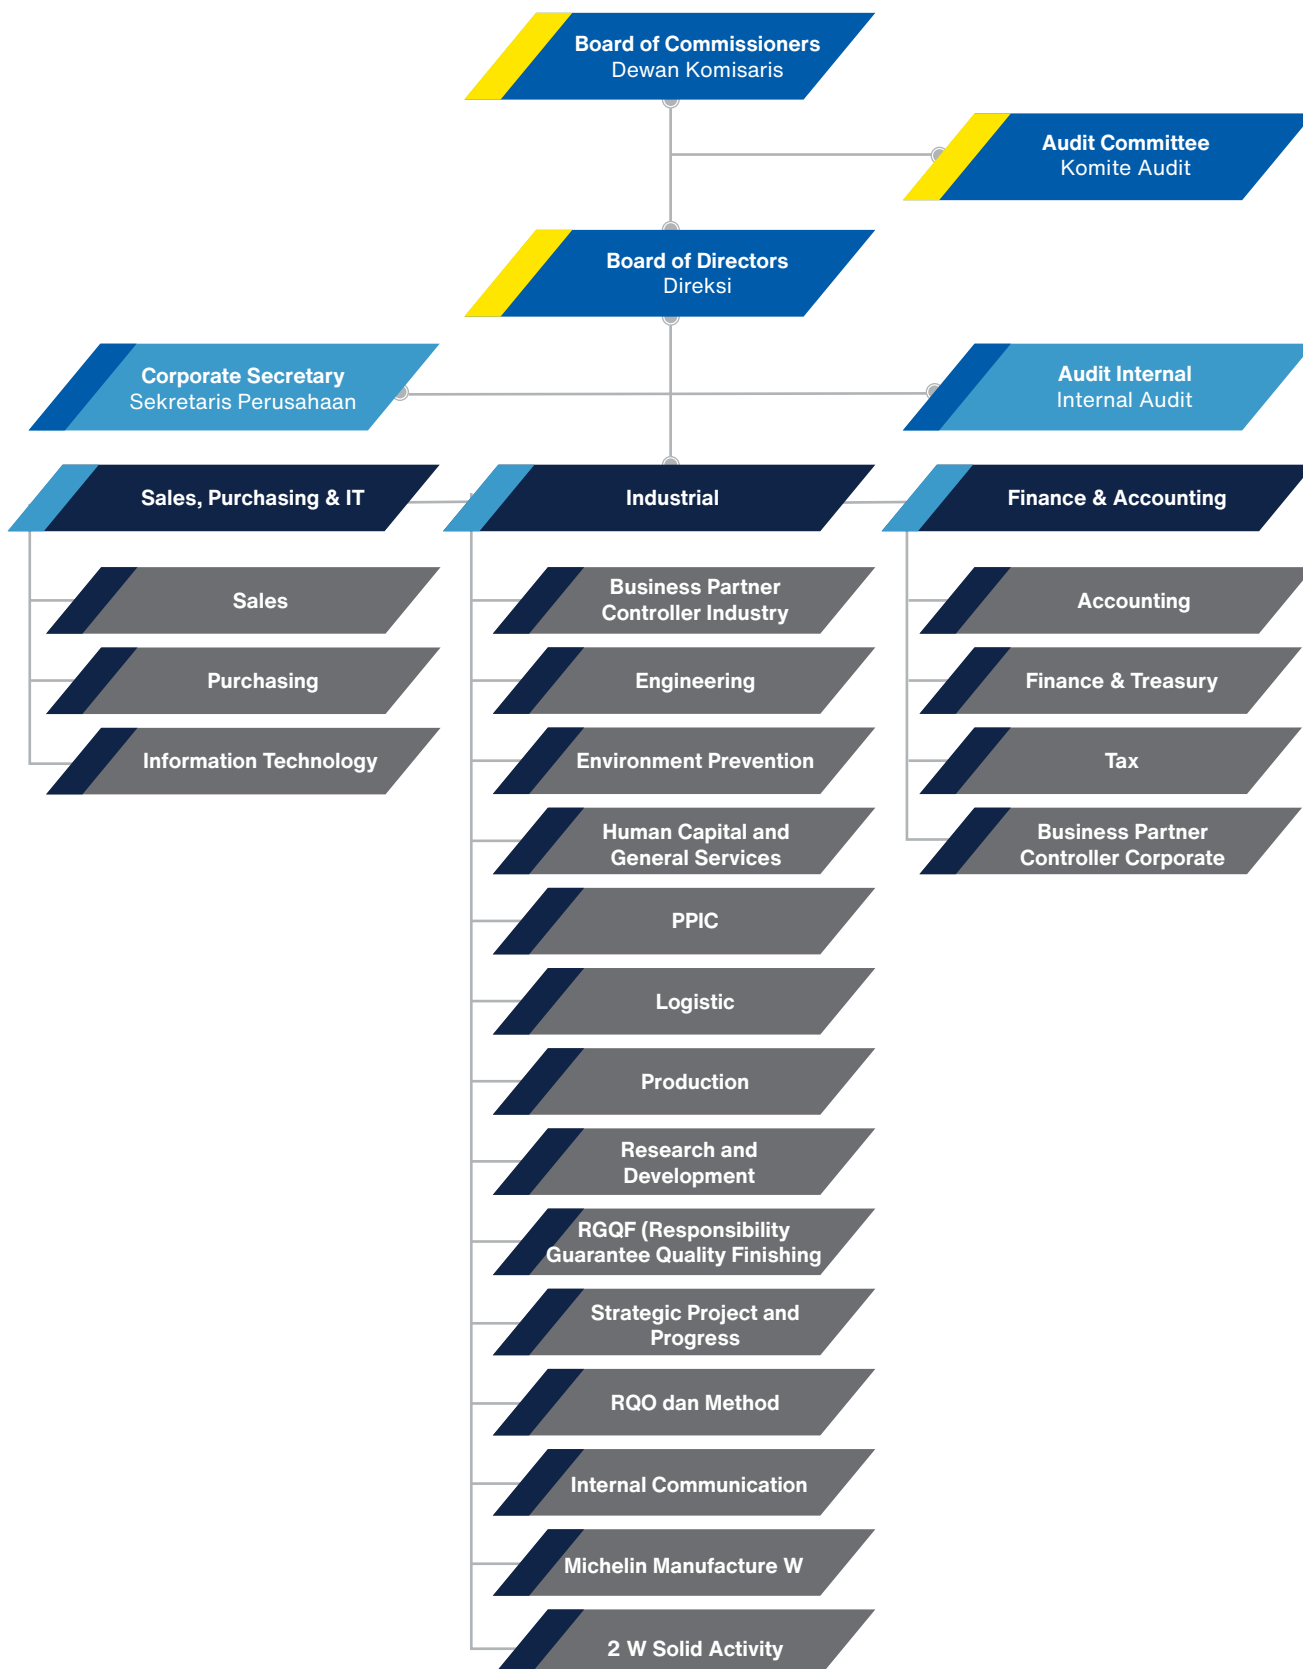 Board of Commissioners
Dewan Komisaris
Audit Committee
Komite Audit
Board of Directors
Direksi
Corporate Secretary
Sekretaris Perusahaan
Audit Internal
Internal Audit
Sales, Purchasing & IT
Industrial
Finance & Accounting
Sales
Purchasing
Information Technology
Business Partner
Controller Industry
Engineering
Environment Prevention
Human Capital and
General Services
PPIC
Logistic
Production
Research and
Development
RGQF (Responsibility
Guarantee Quality Finishing
Strategic Project and
Progress
RQO dan Method
Internal Communication
Michelin Manufacture W
2 W Solid Activity
Accounting
Finance & Treasury
Tax
Business Partner
Controller Corporate